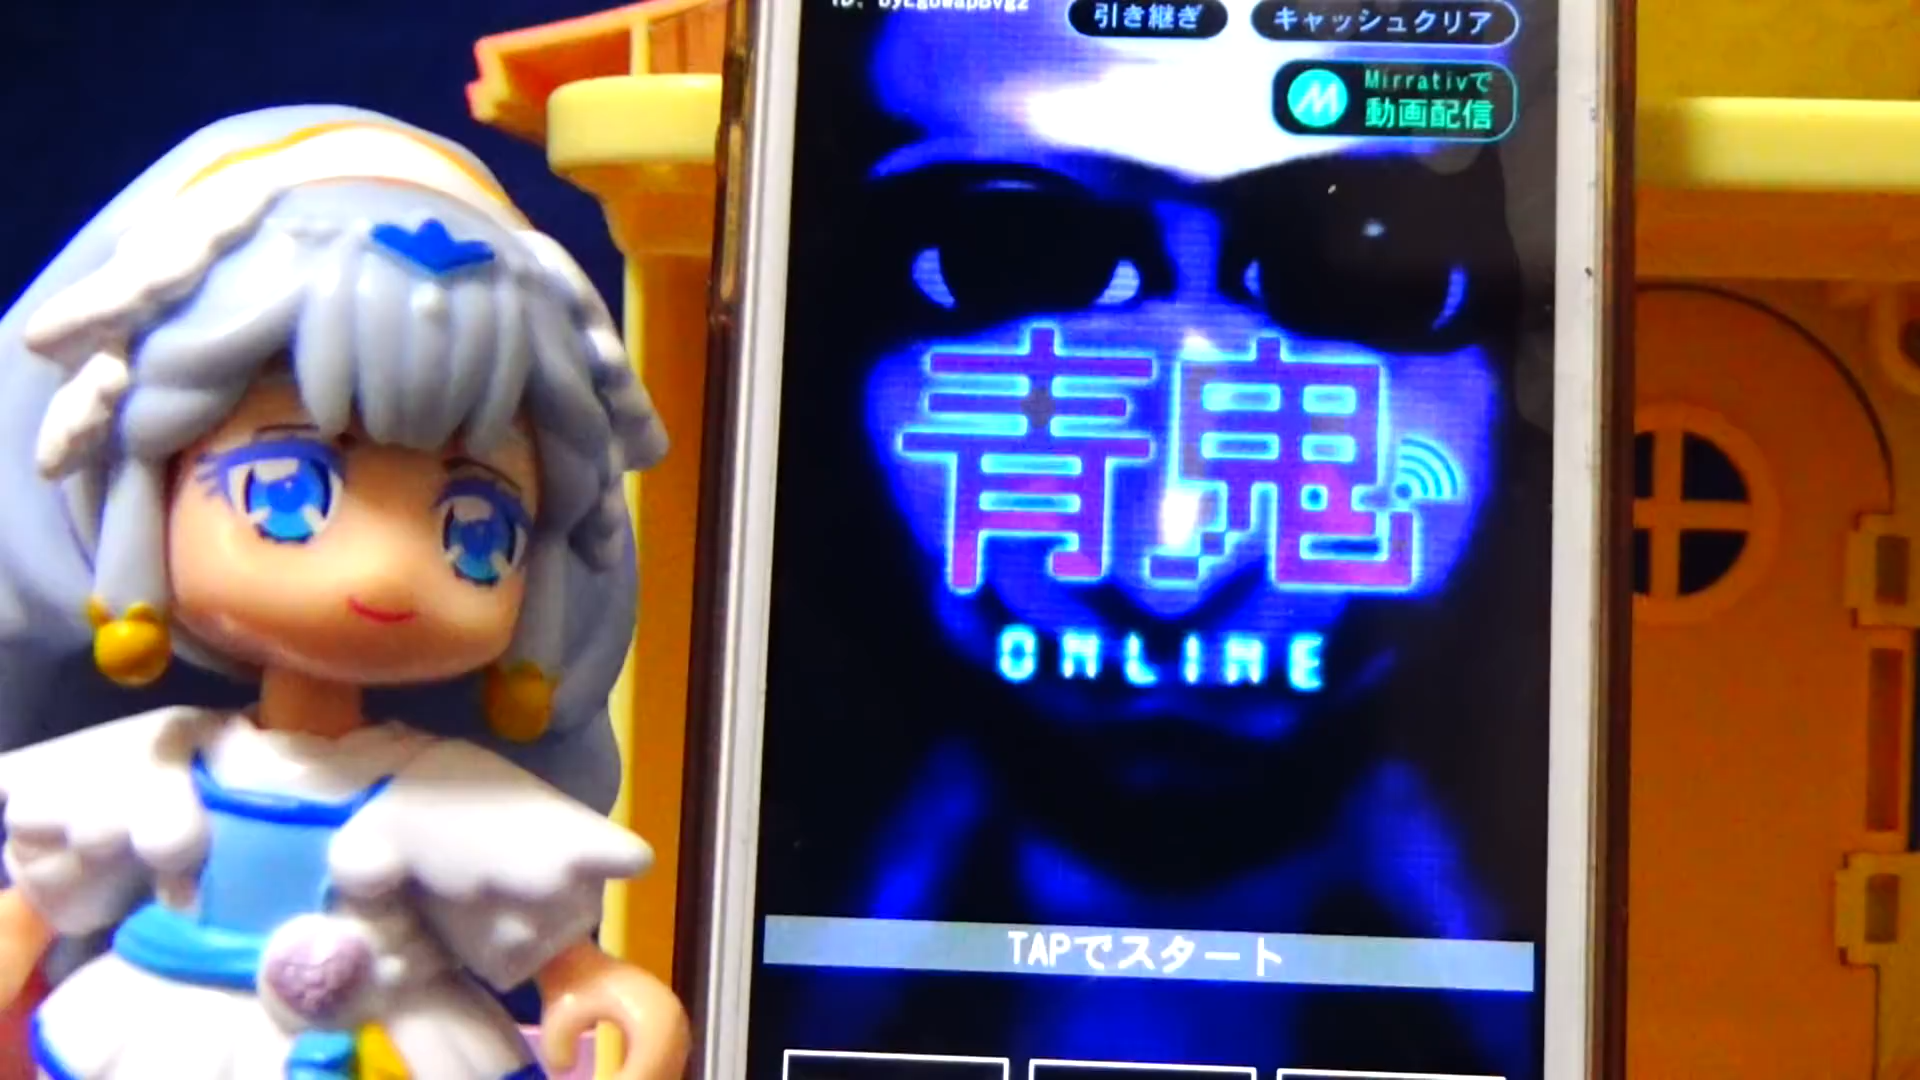 引き継ぎ
キャッシュクリア
Mirrativで
動画配信
青鬼
ONLINE
TAPでスタート